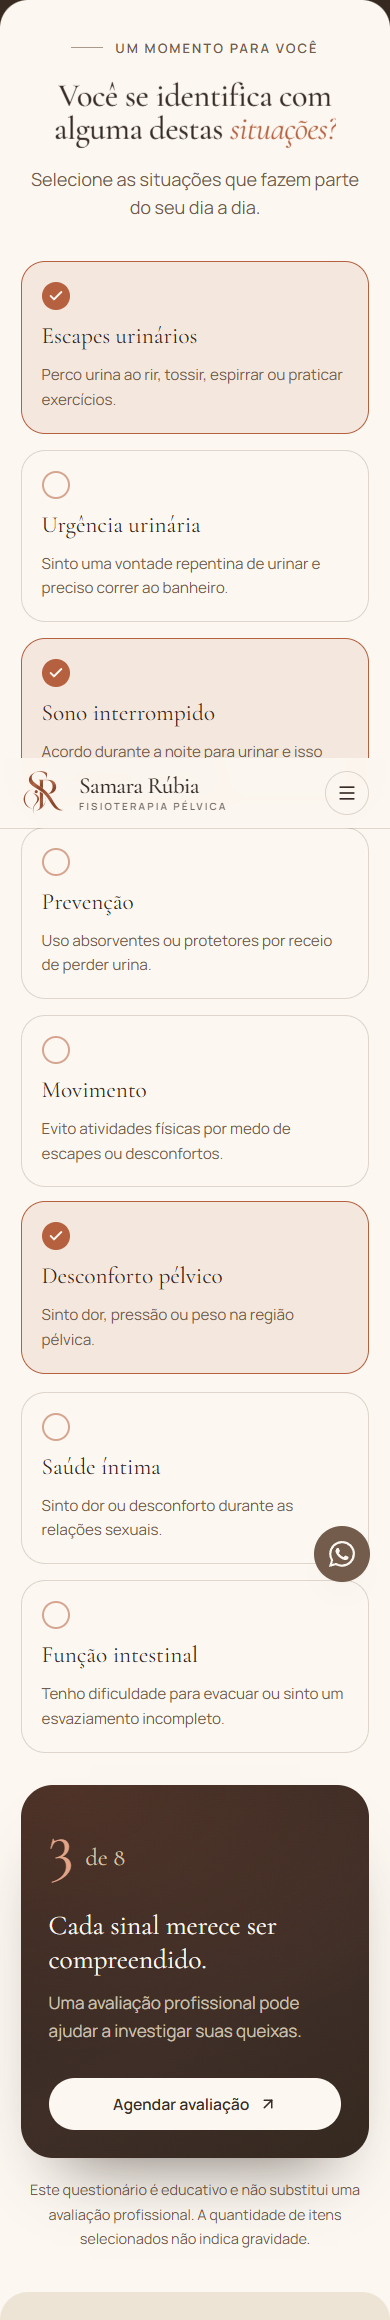 UM MOMENTO PARA VOCÊ
Você se identifica com
alguma destas situações?
Selecione as situações que fazem parte
do seu dia a dia.
Escapes urinários
Perco urina ao rir, tossir, espirrar ou praticar
exercícios.
Urgência urinária
Sinto uma vontade repentina de urinar e
preciso correr ao banheiro.
Sono interrompido
Acordo durante a noite para urinar e isso
SR
Samara Rúbia
FISIOTERAPIA PÉLVICA
Prevenção
Uso absorventes ou protetores por receio
de perder urina.
Movimento
Evito atividades físicas por medo de
escapes ou desconfortos.
Desconforto pélvico
Sinto dor, pressão ou peso na região
pélvica.
Saúde íntima
Sinto dor ou desconforto durante as
relações sexuais.
Função intestinal
Tenho dificuldade para evacuar ou sinto um
esvaziamento incompleto.
3 de 8
Cada sinal merece ser
compreendido.
Uma avaliação profissional pode
ajudar a investigar suas queixas.
Agendar avaliação
Este questionário é educativo e não substitui uma
avaliação profissional. A quantidade de itens
selecionados não indica gravidade.